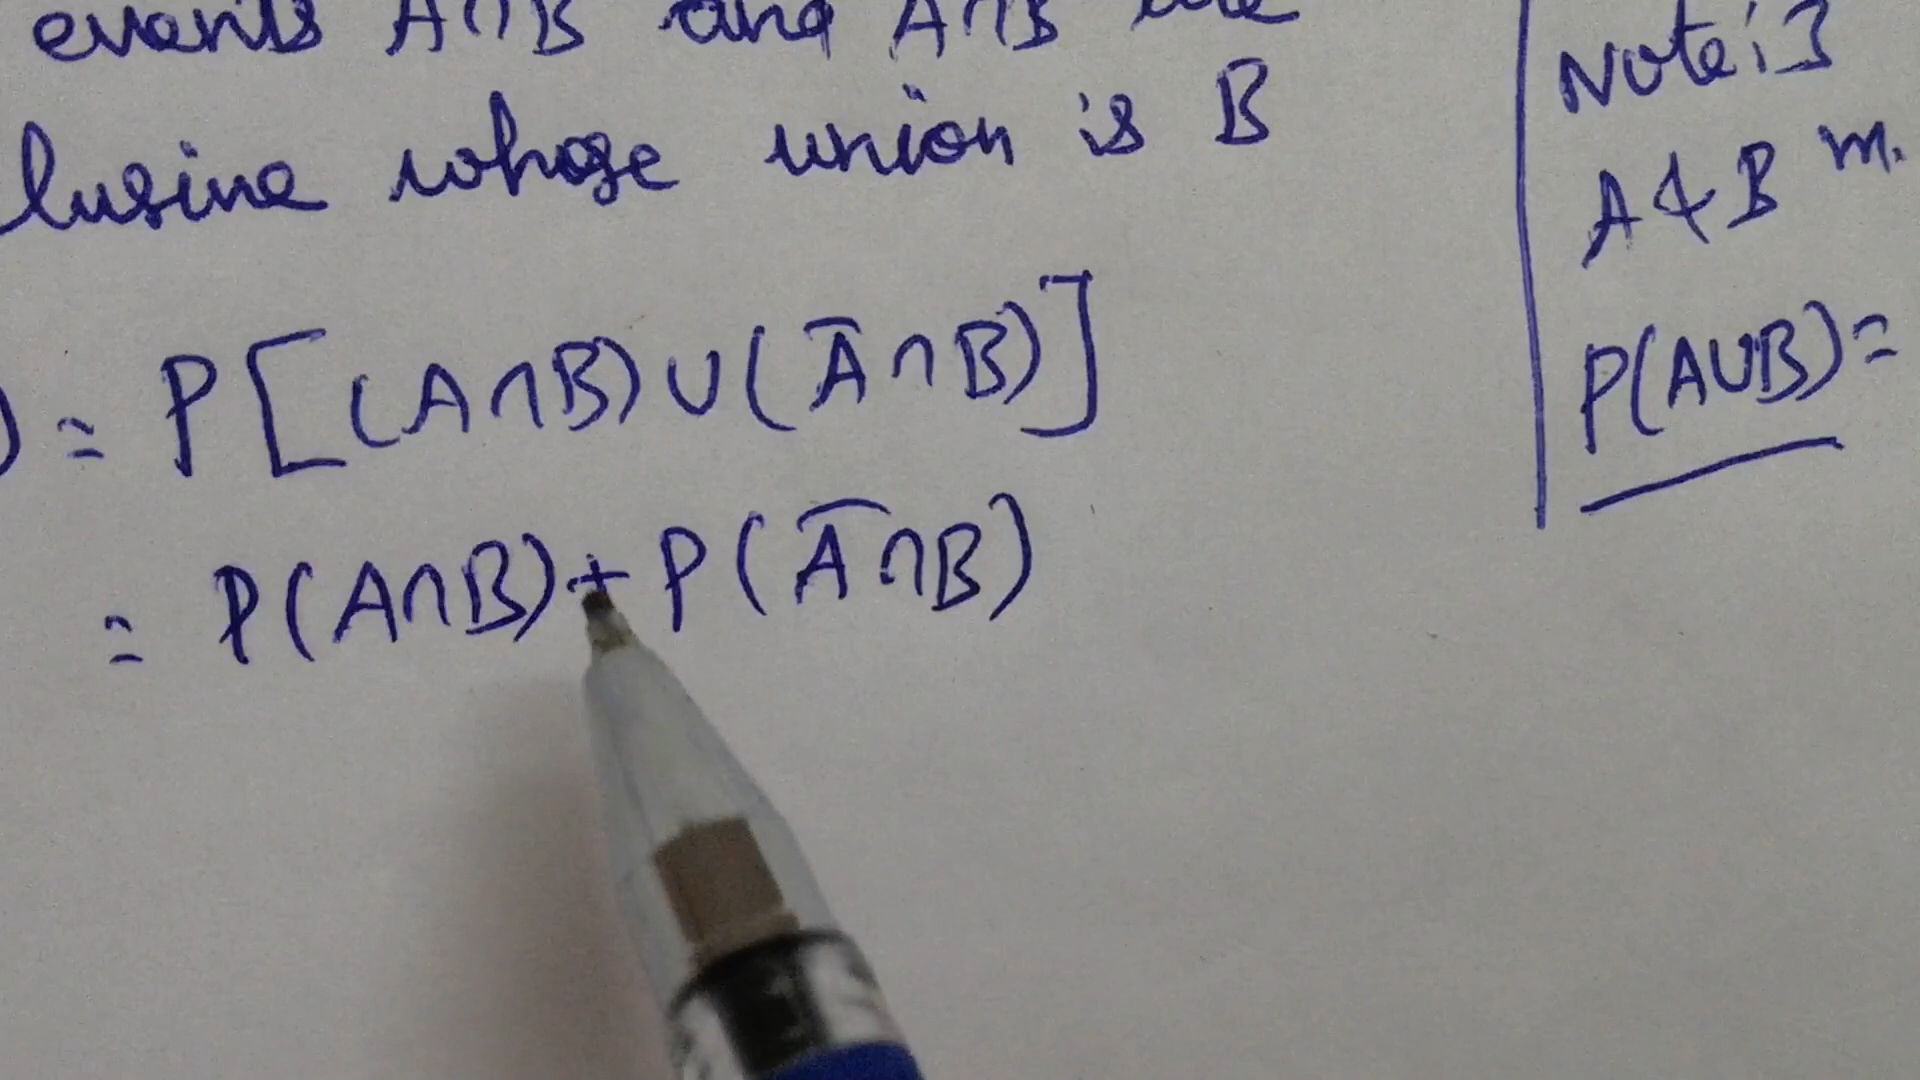 events A∩B and A∩B
lusive whose union is B
) = P[(A∩B)∪(Ā∩B)]
= P(A∩B)+P(Ā∩B)
Note:3
A & B m.
P(A∪B)=